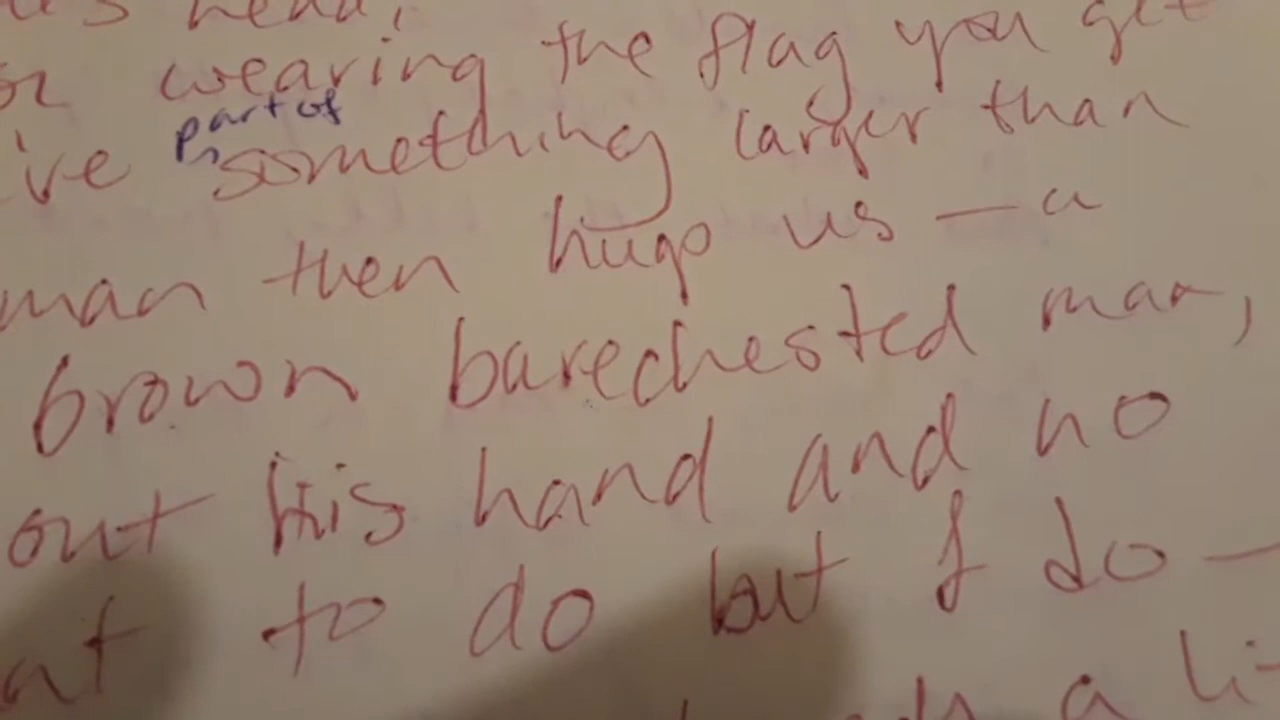 head,
wearing the flag you get
part of
something larger than
man then hugs us — a
brown barechested man,
out his hand and no
to do but I do —
a